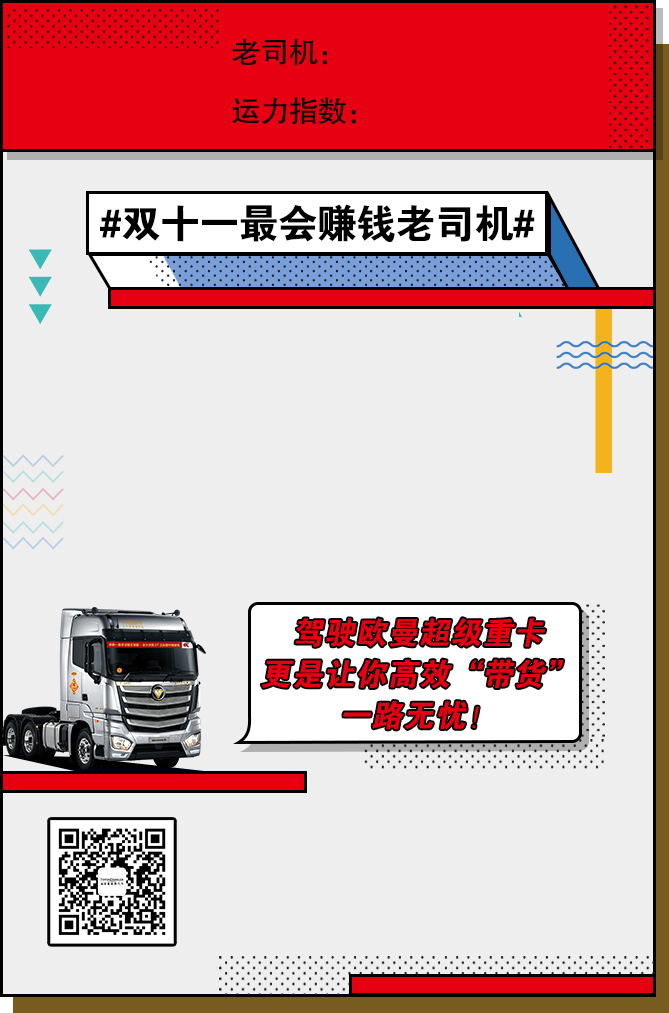 老司机：
运力指数：
#双十一最会赚钱老司机#
驾驶欧曼超级重卡
更是让你高效“带货”
一路无忧！